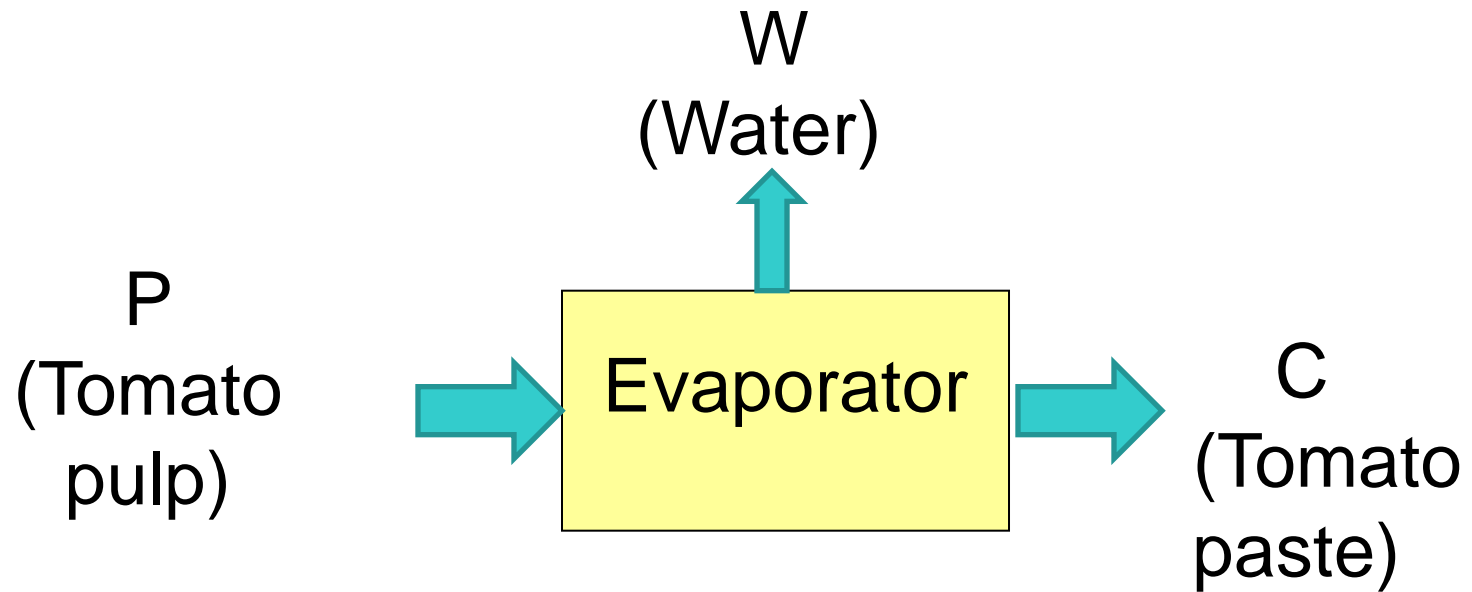 W
(Water)
P
(Tomato
pulp)
Evaporator
C
(Tomato
paste)